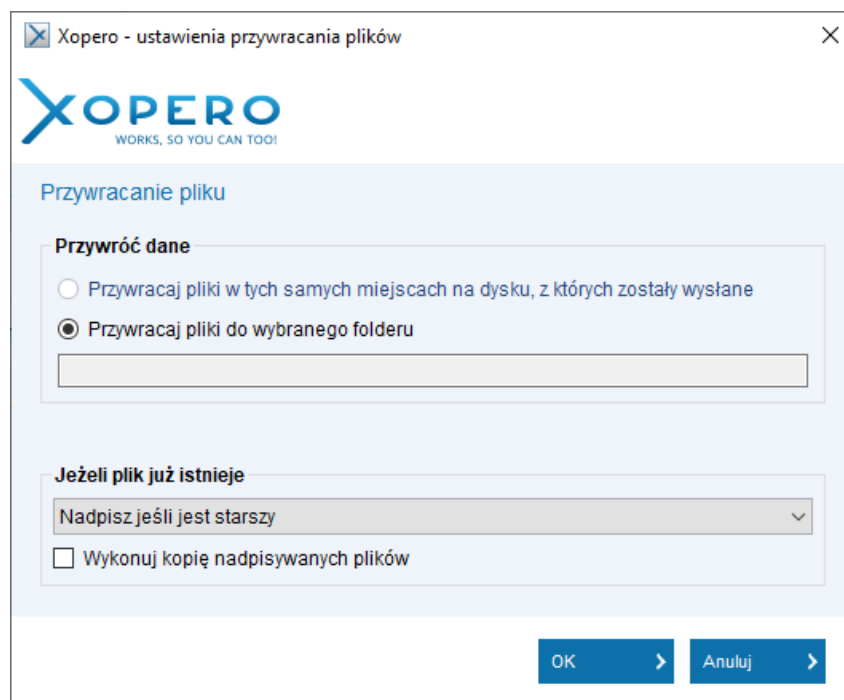 Xopero - ustawienia przywracania plików
XOPERO
WORKS, SO YOU CAN TOO!
Przywracanie pliku
Przywróć dane
Przywracaj pliki w tych samych miejscach na dysku, z których zostały wysłane
Przywracaj pliki do wybranego folderu
Jeżeli plik już istnieje
Nadpisz jeśli jest starszy
Wykonuj kopię nadpisywanych plików
OK
Anuluj